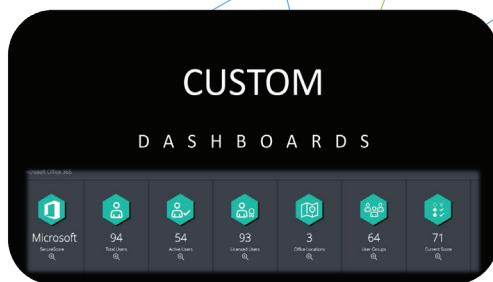 CUSTOM
DASHBOARDS
Microsoft Office 365
Microsoft 94 54 93 3 64 71
SecureScore Total Users Active Users Licensed Users Office Locations User Groups Current Score